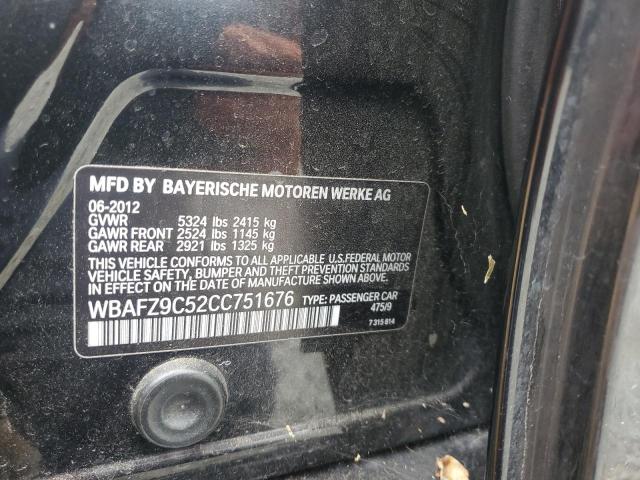 MFD BY BAYERISCHE MOTOREN WERKE AG
06-2012
GVWR 5324 lbs 2415 kg
GAWR FRONT 2524 lbs 1145 kg
GAWR REAR 2921 lbs 1325 kg
THIS VEHICLE CONFORMS TO ALL APPLICABLE U.S.FEDERAL MOTOR
VEHICLE SAFETY, BUMPER AND THEFT PREVENTION STANDARDS
IN EFFECT ON THE DATE OF MANUFACTURE SHOWN ABOVE
WBAFZ9C52CC751676 TYPE: PASSENGER CAR
475/9
7 315 814